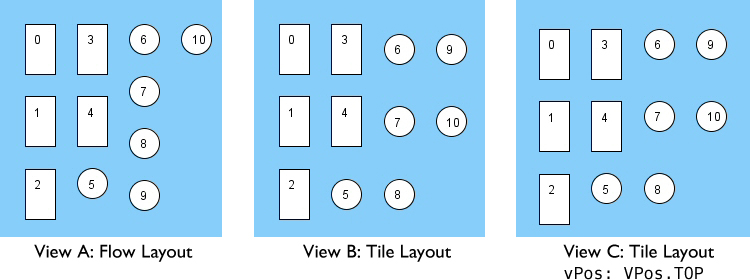 0 3 6 10
7
1 4
8
2 5 9
View A: Flow Layout
0 3 6 9
1 4 7 10
2 5 8
View B: Tile Layout
0 3 6 9
1 4 7 10
2 5 8
View C: Tile Layout
vPos: VPos.TOP